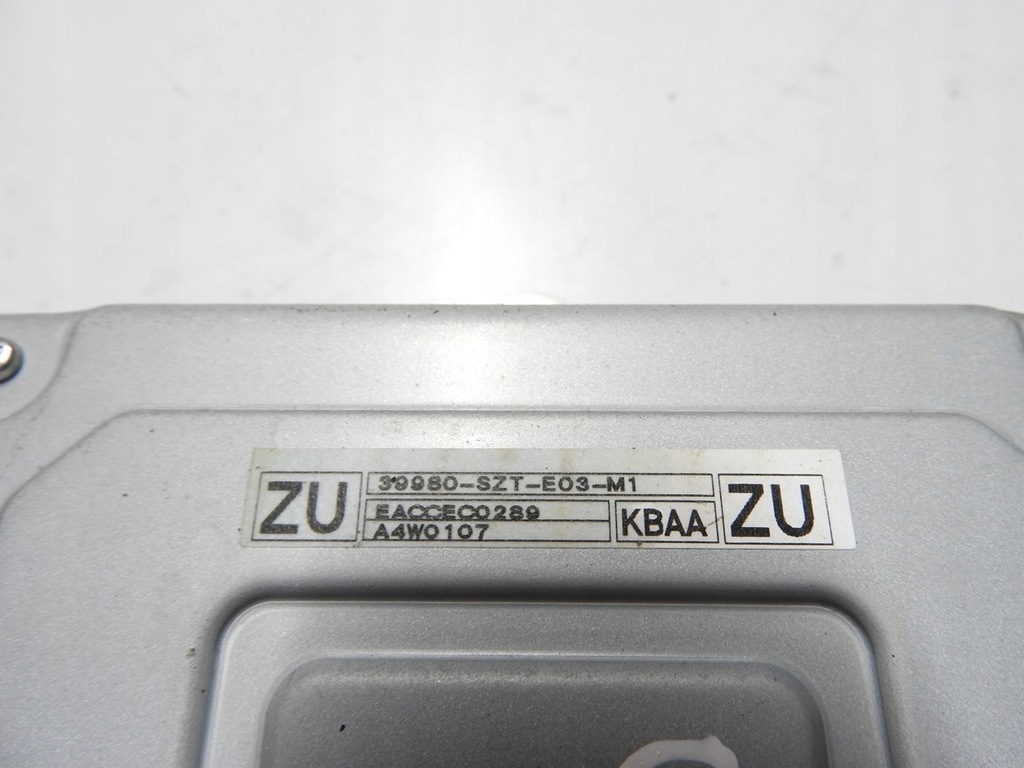 ZU
39980-SZT-E03-M1
EACCEC0289
A4W0107
KBAA
ZU